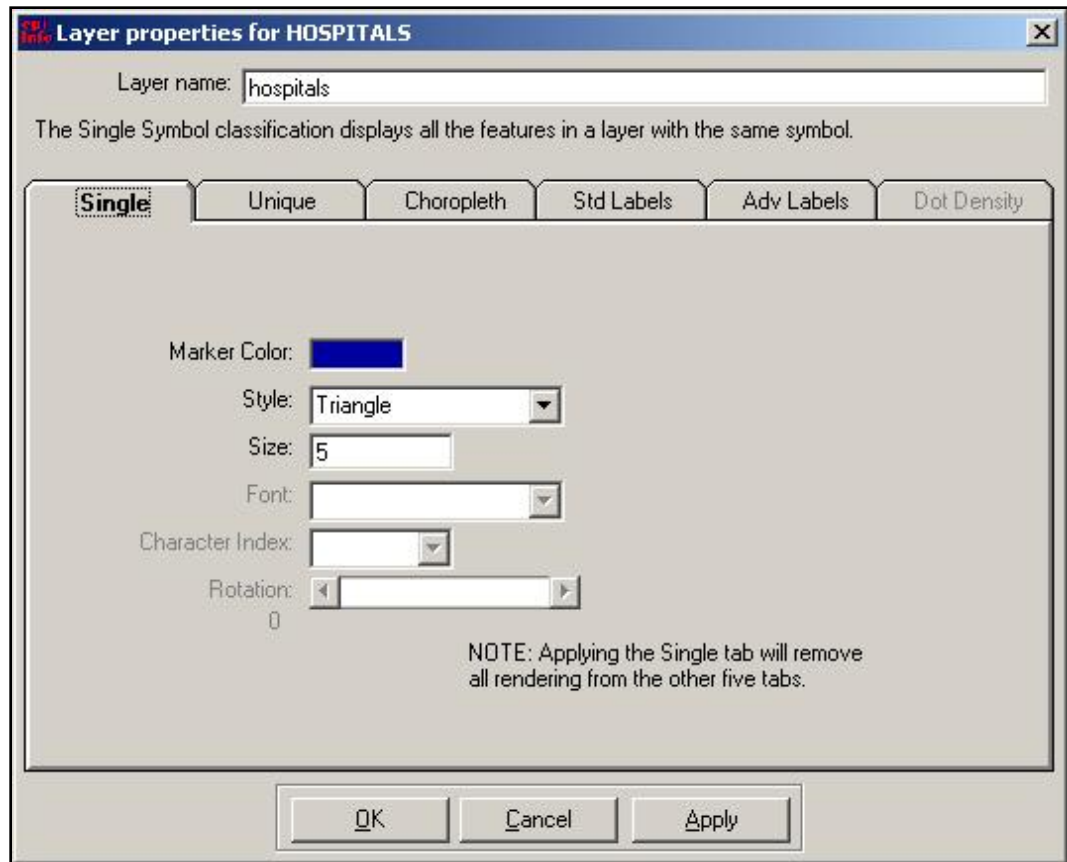 Epi Info Layer properties for HOSPITALS
Layer name: hospitals
The Single Symbol classification displays all the features in a layer with the same symbol.
Single Unique Choropleth Std Labels Adv Labels Dot Density
Marker Color:
Style: Triangle
Size: 5
Font:
Character Index:
Rotation:
0
NOTE: Applying the Single tab will remove
all rendering from the other five tabs.
OK Cancel Apply